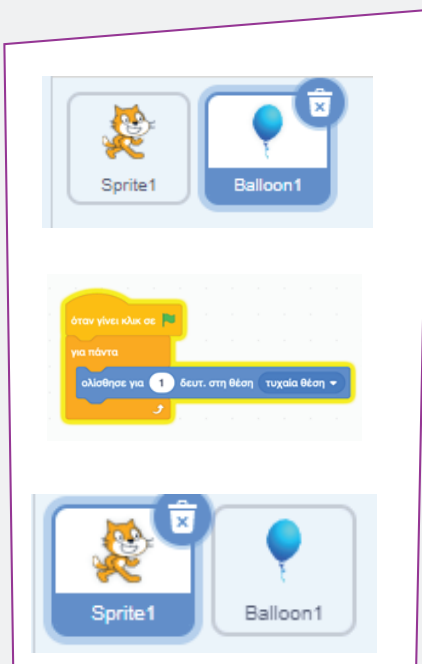 Sprite1 Balloon1
όταν γίνει κλικ σε
για πάντα
ολίσθησε για 1 δευτ. στη θέση τυχαία θέση
Sprite1 Balloon1